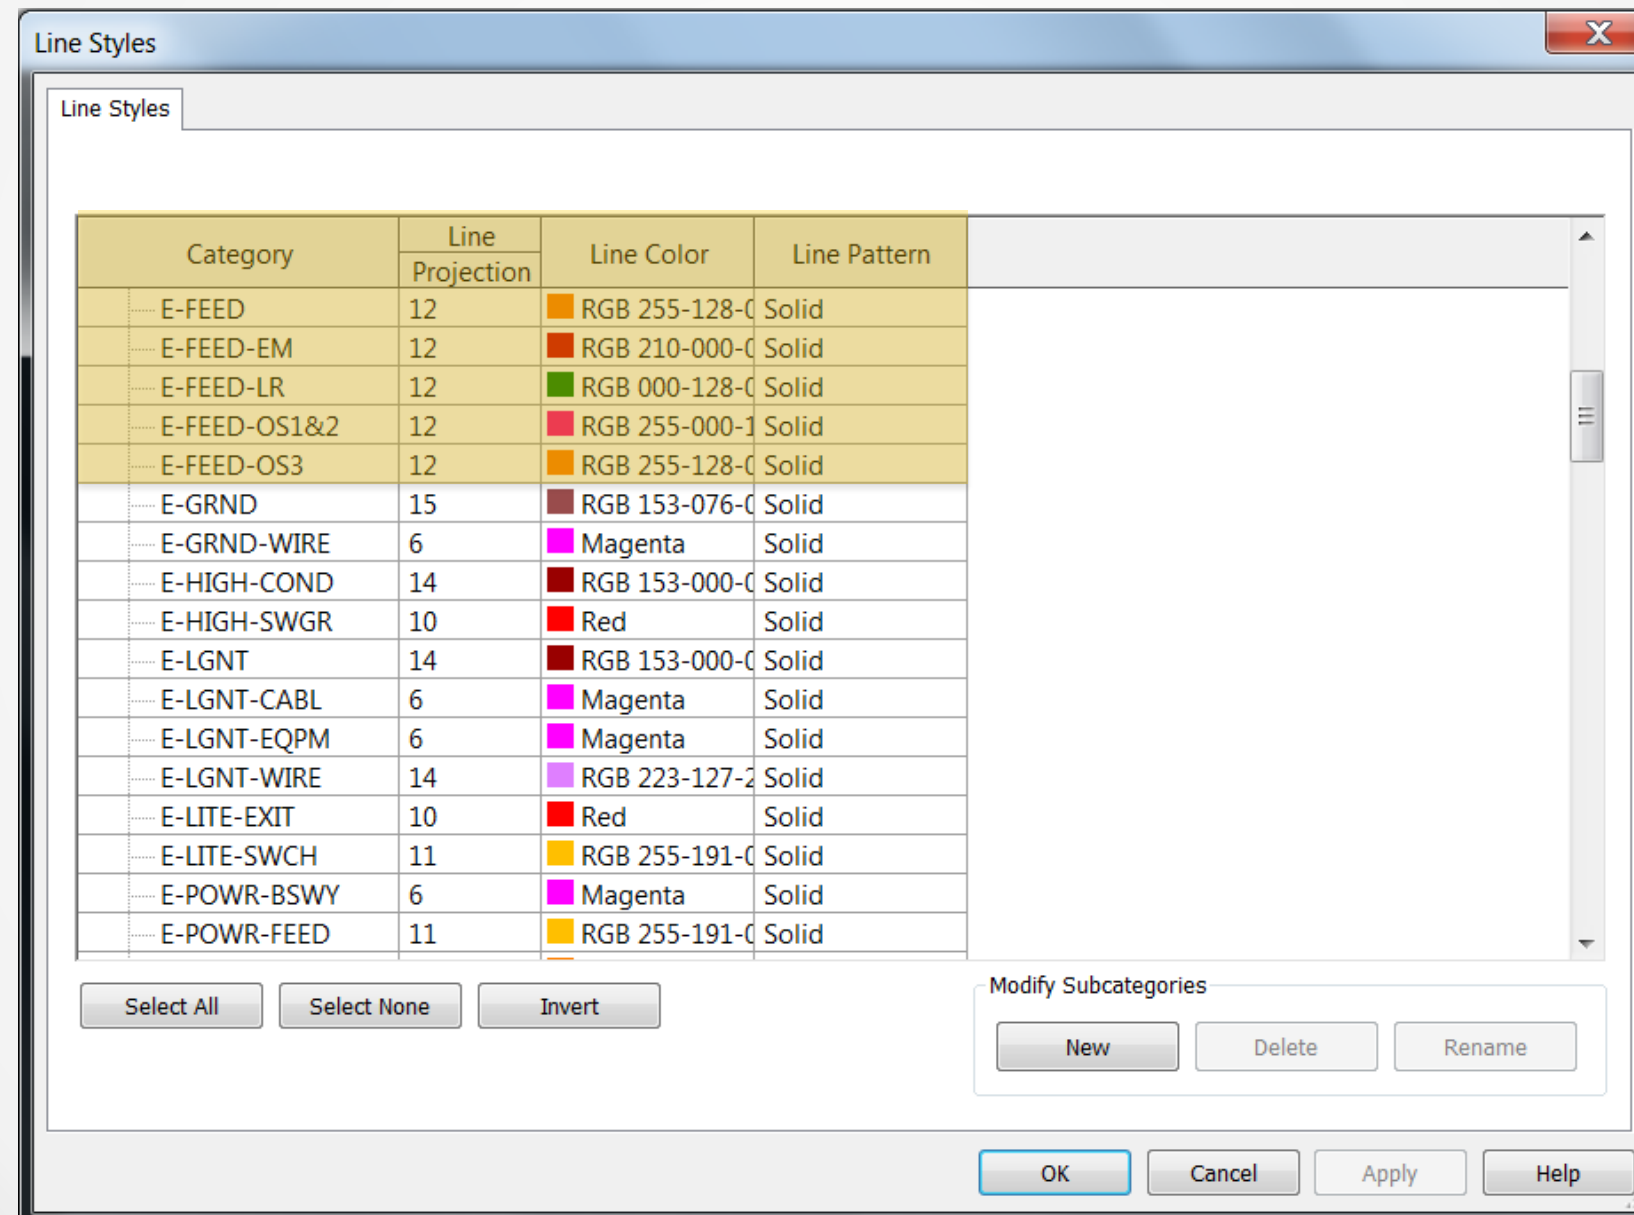 Line Styles
Line Styles
Category Line Projection Line Color Line Pattern
E-FEED 12 RGB 255-128-0 Solid
E-FEED-EM 12 RGB 210-000-0 Solid
E-FEED-LR 12 RGB 000-128-0 Solid
E-FEED-OS1&2 12 RGB 255-000-1 Solid
E-FEED-OS3 12 RGB 255-128-0 Solid
E-GRND 15 RGB 153-076-0 Solid
E-GRND-WIRE 6 Magenta Solid
E-HIGH-COND 14 RGB 153-000-0 Solid
E-HIGH-SWGR 10 Red Solid
E-LGNT 14 RGB 153-000-0 Solid
E-LGNT-CABL 6 Magenta Solid
E-LGNT-EQPM 6 Magenta Solid
E-LGNT-WIRE 14 RGB 223-127-2 Solid
E-LITE-EXIT 10 Red Solid
E-LITE-SWCH 11 RGB 255-191-0 Solid
E-POWR-BSWY 6 Magenta Solid
E-POWR-FEED 11 RGB 255-191-0 Solid
Select All Select None Invert
Modify Subcategories
New Delete Rename
OK Cancel Apply Help